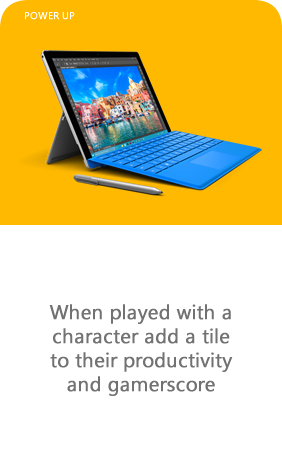 POWER UP
When played with a
character add a tile
to their productivity
and gamerscore